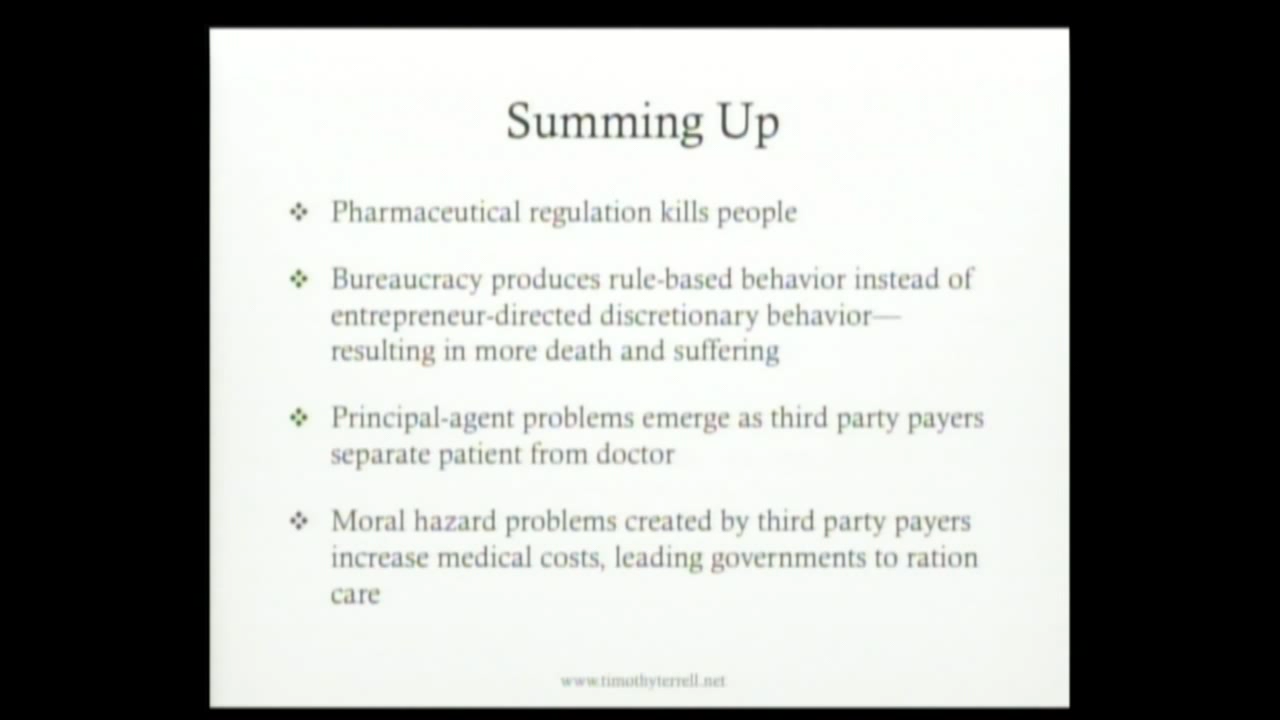 Summing Up
Pharmaceutical regulation kills people
Bureaucracy produces rule-based behavior instead of
entrepreneur-directed discretionary behavior—
resulting in more death and suffering
Principal-agent problems emerge as third party payers
separate patient from doctor
Moral hazard problems created by third party payers
increase medical costs, leading governments to ration
care
www.timothyterrell.net